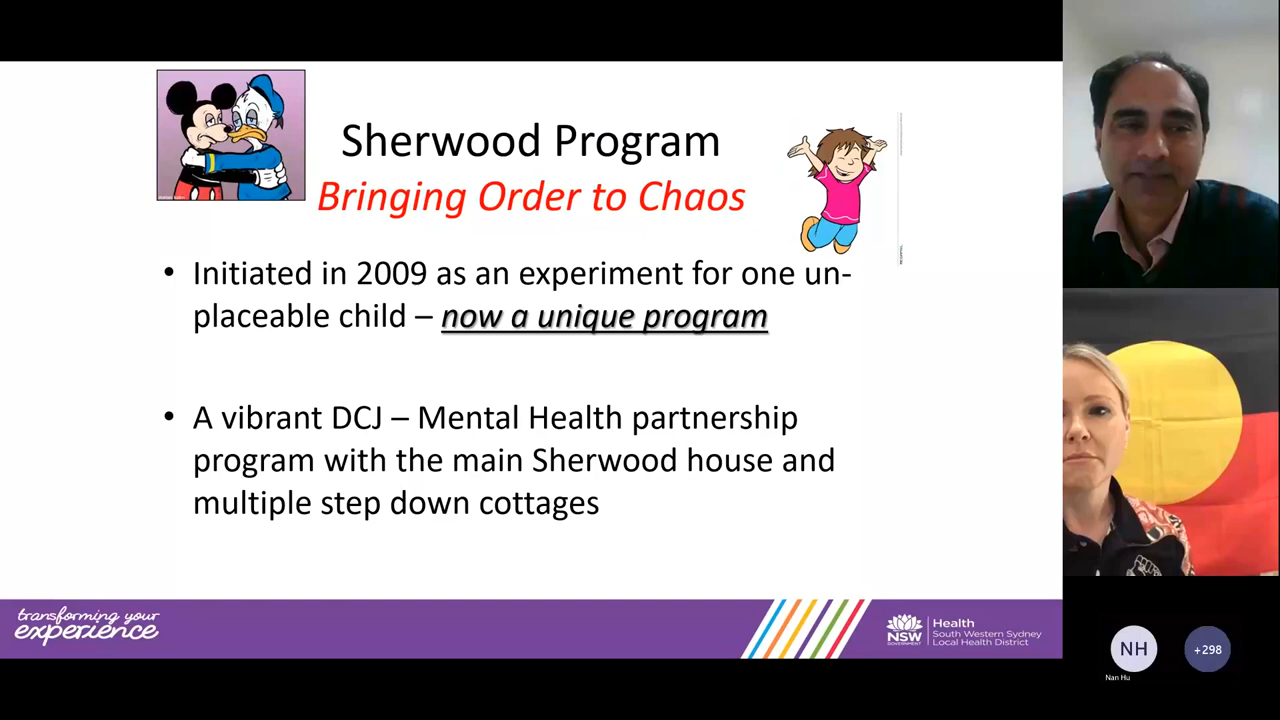 Sherwood Program
Bringing Order to Chaos
• Initiated in 2009 as an experiment for one un-
placeable child – now a unique program
• A vibrant DCJ – Mental Health partnership
program with the main Sherwood house and
multiple step down cottages
transforming your
experience
NSW
GOVERNMENT
Health
South Western Sydney
Local Health District
NH
+298
Nan Hu